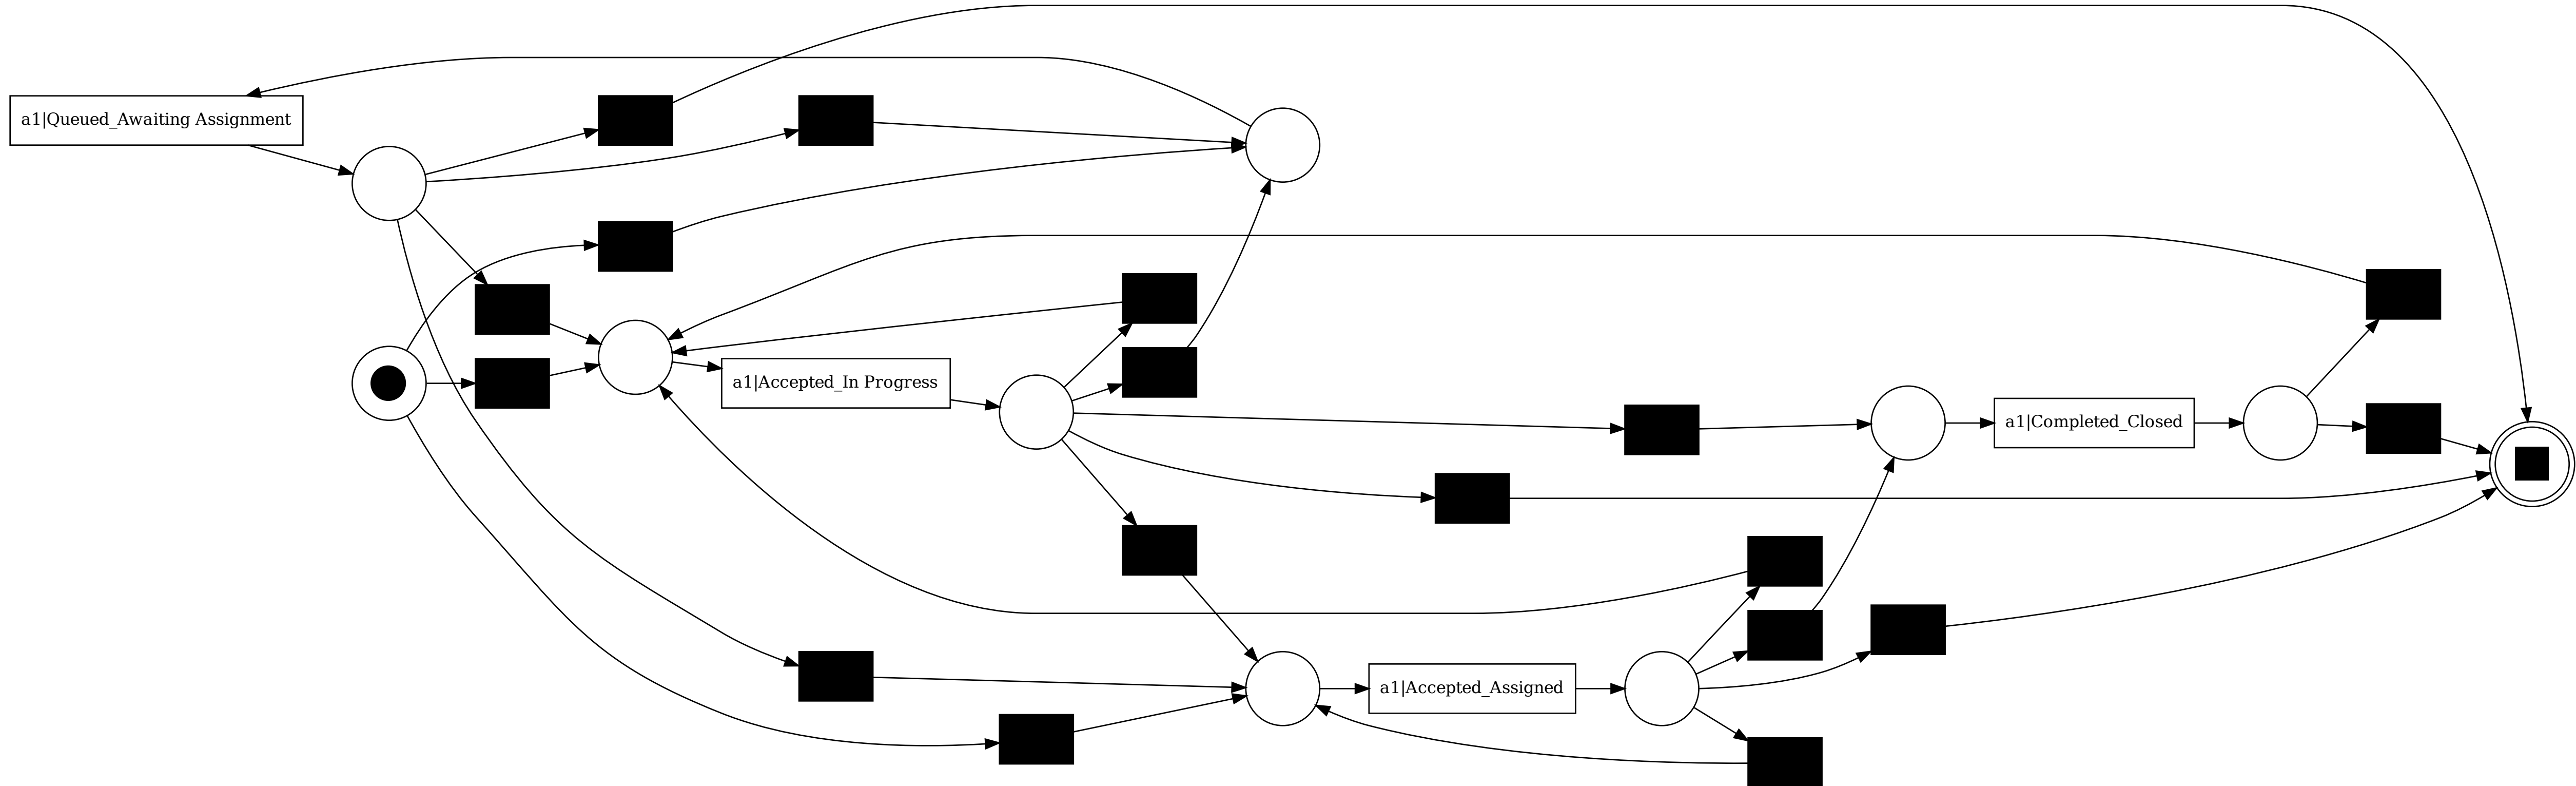 a1|Queued_Awaiting Assignment
a1|Accepted_In Progress
a1|Completed_Closed
a1|Accepted_Assigned